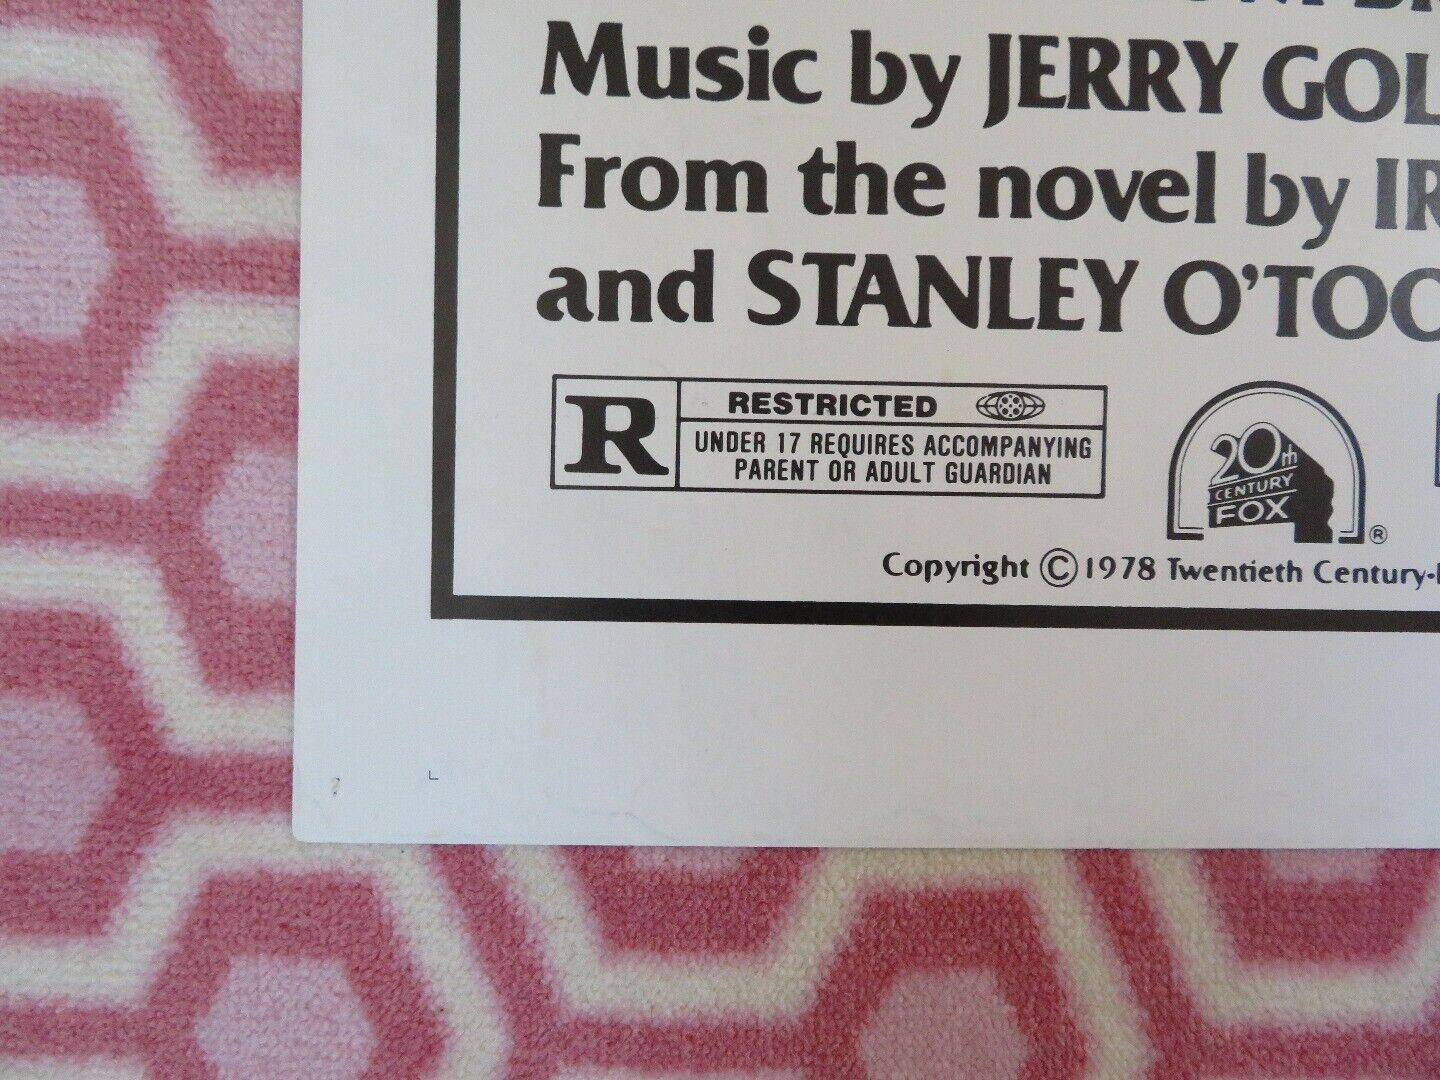 Music by JERRY GOL
From the novel by IR
and STANLEY O'TOO
R
RESTRICTED
UNDER 17 REQUIRES ACCOMPANYING
PARENT OR ADULT GUARDIAN
20th
CENTURY
FOX
®
Copyright © 1978 Twentieth Century-